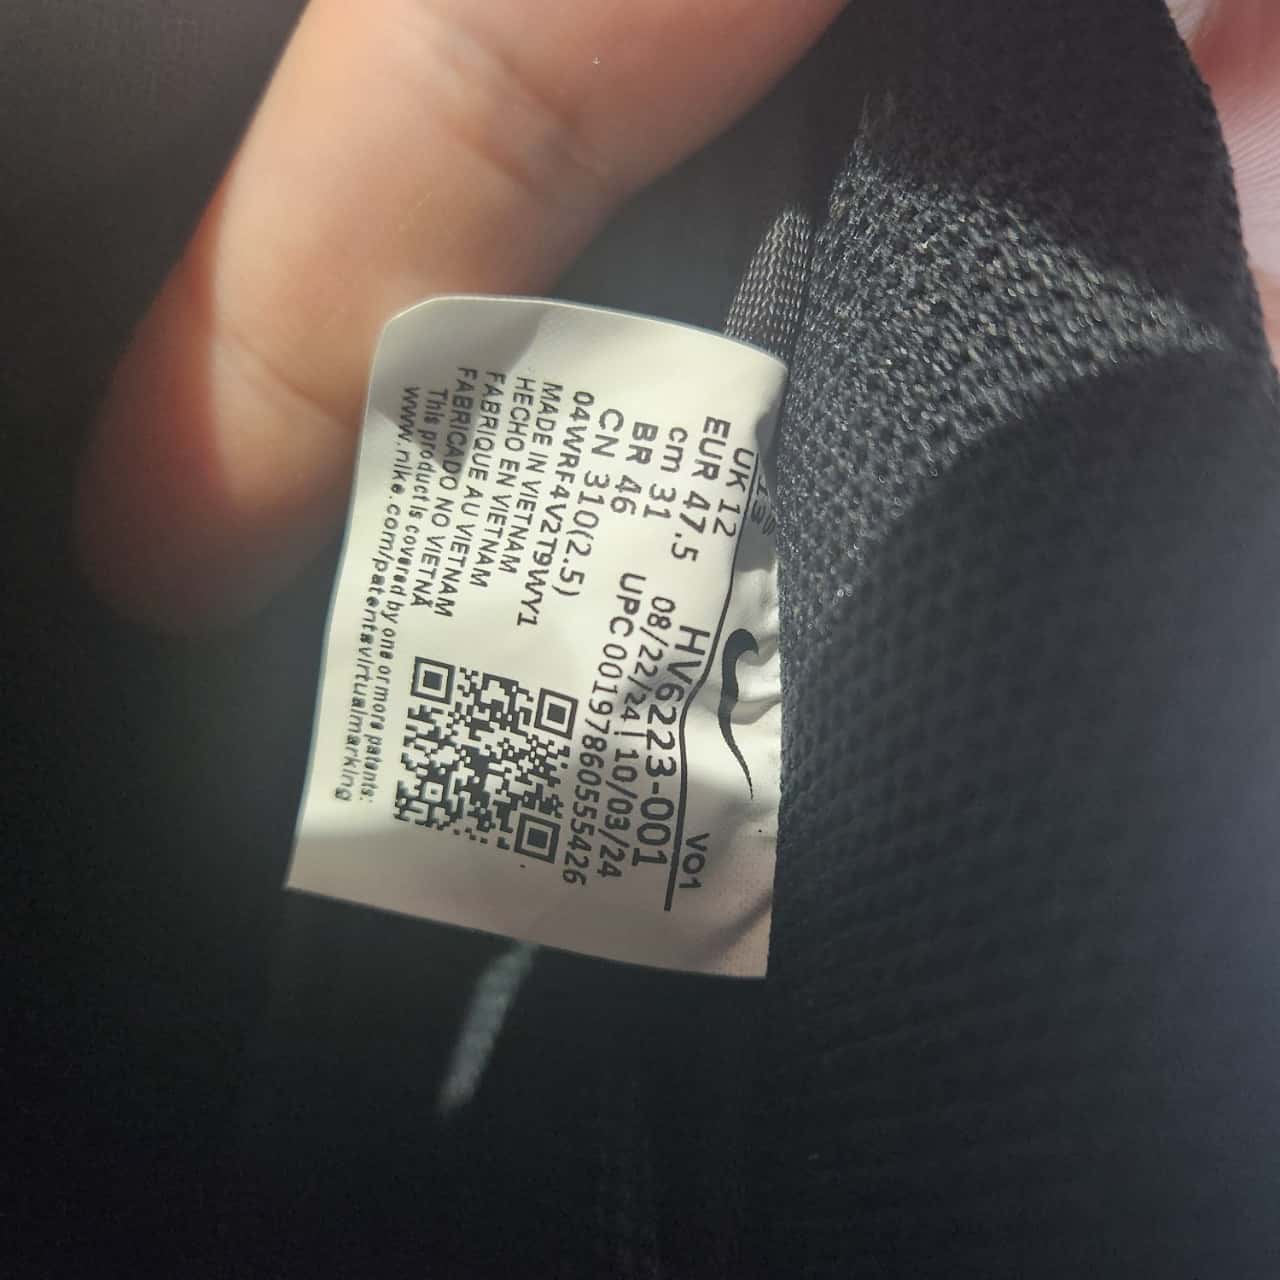 UK 12
EUR 47.5
cm 31
BR 46
CN 310(2.5)
04WRF4V2T9WY1
MADE IN VIETNAM
HECHO EN VIETNAM
FABRIQUE AU VIETNAM
FABRICADO NO VIETNÃ
This product is covered by one or more patents:
www.nike.com/patentsvirtualmarking
VO1
HV6223-001
08/22/24 | 10/03/24
UPC 00197860555426